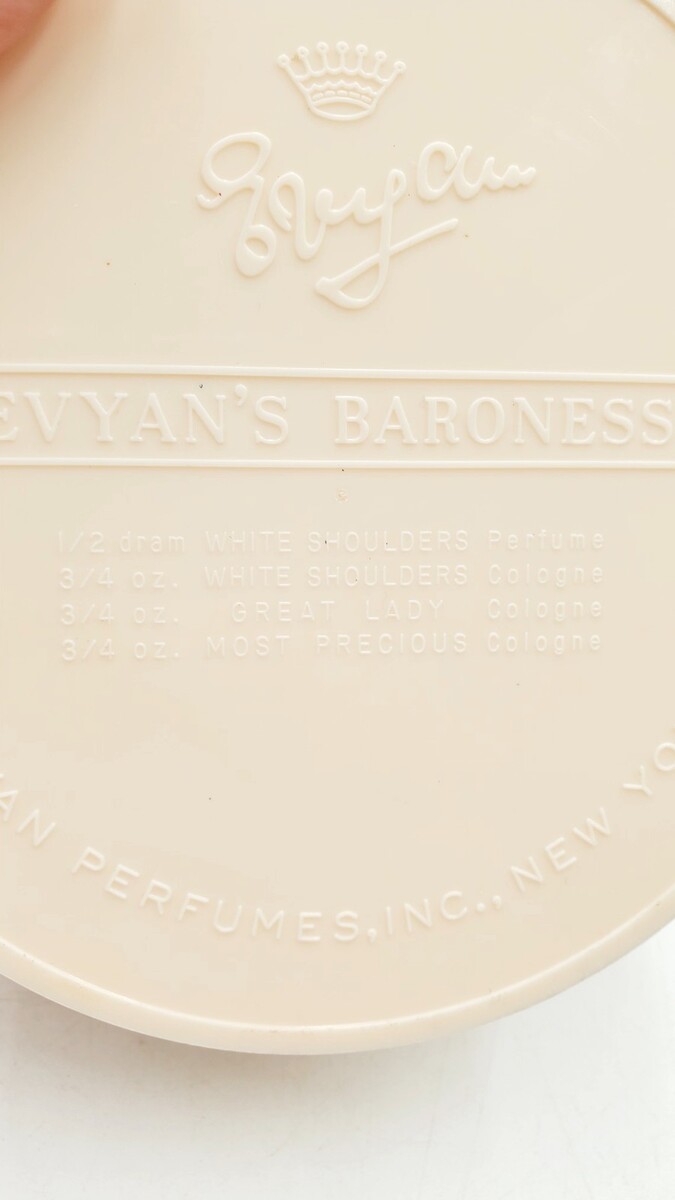 Evyan
EVYAN'S BARONESS
1/2 dram WHITE SHOULDERS Perfume
3/4 oz. WHITE SHOULDERS Cologne
3/4 oz. GREAT LADY Cologne
3/4 oz. MOST PRECIOUS Cologne
PERFUMES, INC., NEW